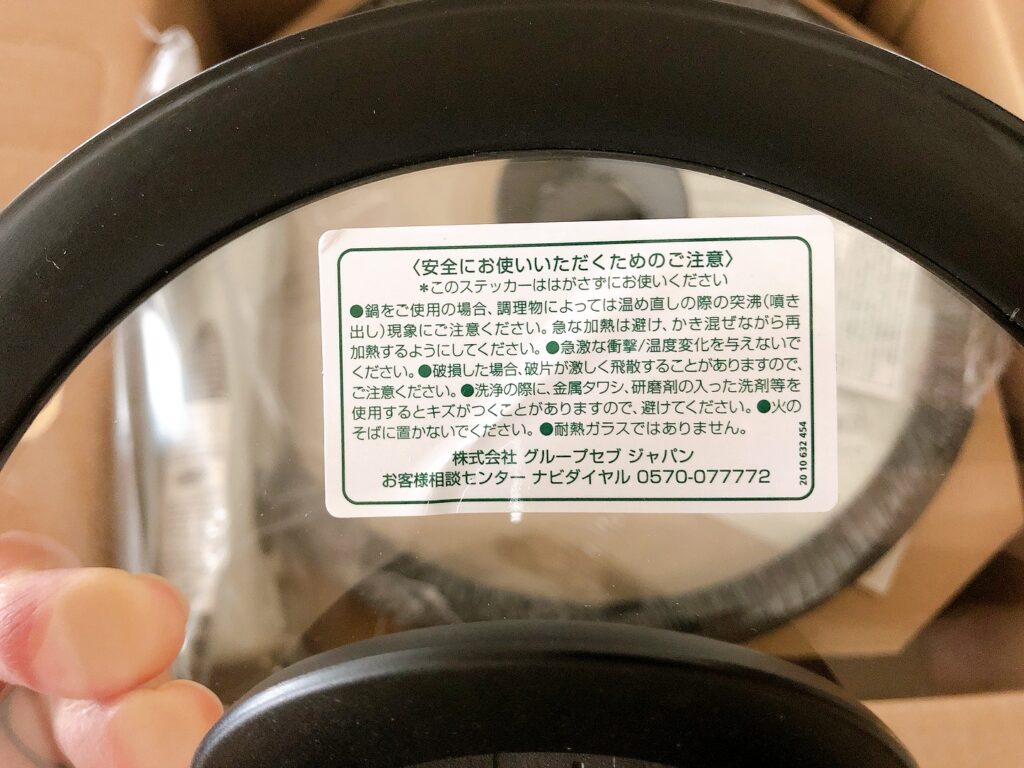 〈安全にお使いいただくためのご注意〉
*このステッカーははがさずにお使いください
●鍋をご使用の場合、調理物によっては温め直しの際の突沸(噴き
出し)現象にご注意ください。急な加熱は避け、かき混ぜながら再
加熱するようにしてください。●急激な衝撃/温度変化を与えないで
ください。●破損した場合、破片が激しく飛散することがありますので、
ご注意ください。●洗浄の際に、金属タワシ、研磨剤の入った洗剤等を
使用するとキズがつくことがありますので、避けてください。●火の
そばに置かないでください。●耐熱ガラスではありません。
株式会社 グループセブ ジャパン
お客様相談センター ナビダイヤル 0570-077772
20 10 632 454